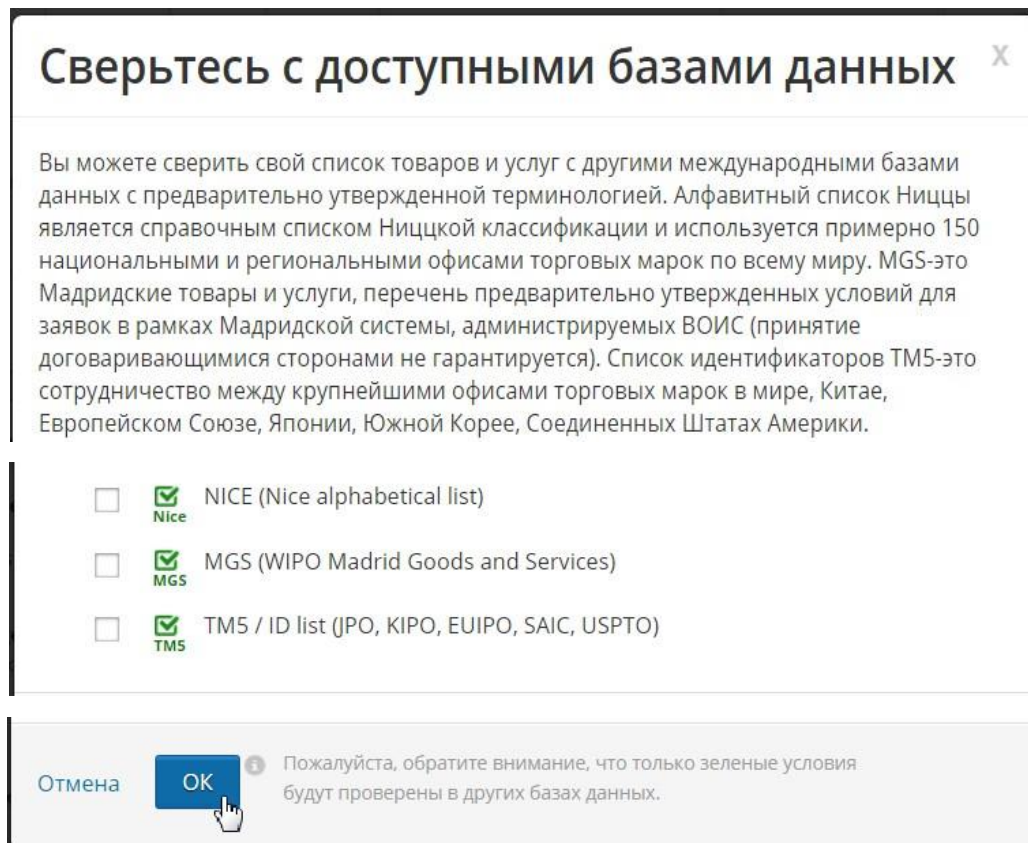 Сверьтесь с доступными базами данных X
Вы можете сверить свой список товаров и услуг с другими международными базами
данных с предварительно утвержденной терминологией. Алфавитный список Ниццы
является справочным списком Ниццкой классификации и используется примерно 150
национальными и региональными офисами торговых марок по всему миру. MGS-это
Мадридские товары и услуги, перечень предварительно утвержденных условий для
заявок в рамках Мадридской системы, администрируемых ВОИС (принятие
договаривающимися сторонами не гарантируется). Список идентификаторов TM5-это
сотрудничество между крупнейшими офисами торговых марок в мире, Китае,
Европейском Союзе, Японии, Южной Корее, Соединенных Штатах Америки.
Nice NICE (Nice alphabetical list)
MGS MGS (WIPO Madrid Goods and Services)
TM5 TM5 / ID list (JPO, KIPO, EUIPO, SAIC, USPTO)
Отмена ОК Пожалуйста, обратите внимание, что только зеленые условия
будут проверены в других базах данных.